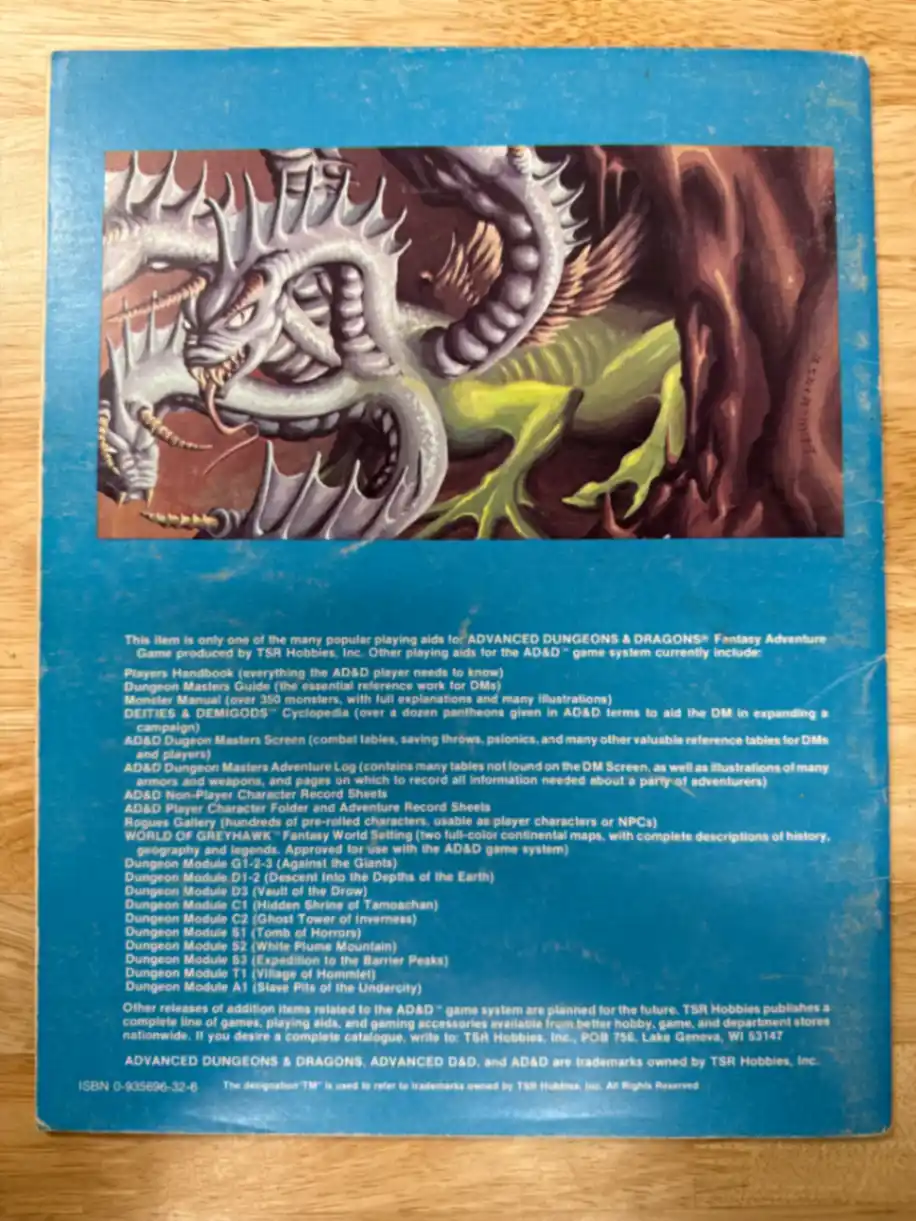 This item is only one of the many popular playing aids for ADVANCED DUNGEONS & DRAGONS® Fantasy Adventure
Game produced by TSR Hobbies, Inc. Other playing aids for the AD&D™ game system currently include:
Players Handbook (everything the AD&D player needs to know)
Dungeon Masters Guide (the essential reference work for DMs)
Monster Manual (over 350 monsters, with full explanations and many illustrations)
DEITIES & DEMIGODS™ Cyclopedia (over a dozen pantheons given in AD&D terms to aid the DM in expanding a
campaign)
AD&D Dugeon Masters Screen (combat tables, saving throws, psionics, and many other valuable reference tables for DMs
and players)
AD&D Dungeon Masters Adventure Log (contains many tables not found on the DM Screen, as well as illustrations of many
armors and weapons, and pages on which to record all information needed about a party of adventurers)
AD&D Non-Player Character Record Sheets
AD&D Player Character Folder and Adventure Record Sheets
Rogues Gallery (hundreds of pre-rolled characters, usable as player characters or NPCs)
WORLD OF GREYHAWK™ Fantasy World Setting (two full-color continental maps, with complete descriptions of history,
geography and legends. Approved for use with the AD&D game system)
Dungeon Module G1-2-3 (Against the Giants)
Dungeon Module D1-2 (Descent Into the Depths of the Earth)
Dungeon Module D3 (Vault of the Drow)
Dungeon Module C1 (Hidden Shrine of Tamoachan)
Dungeon Module C2 (Ghost Tower of Inverness)
Dungeon Module S1 (Tomb of Horrors)
Dungeon Module S2 (White Plume Mountain)
Dungeon Module S3 (Expedition to the Barrier Peaks)
Dungeon Module T1 (Village of Hommlet)
Dungeon Module A1 (Slave Pits of the Undercity)
Other releases of addition items related to the AD&D™ game system are planned for the future. TSR Hobbies publishes a
complete line of games, playing aids, and gaming accessories available from better hobby, game, and department stores
nationwide. If you desire a complete catalogue, write to: TSR Hobbies, Inc., POB 756, Lake Geneva, WI 53147
ADVANCED DUNGEONS & DRAGONS, ADVANCED D&D, and AD&D are trademarks owned by TSR Hobbies, Inc.
ISBN 0-935696-32-6 The designation "TM" is used to refer to trademarks owned by TSR Hobbies, Inc. All Rights Reserved